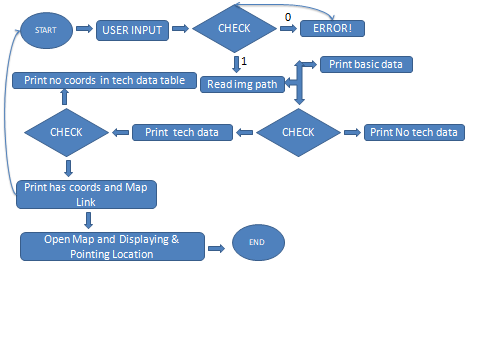 START
USER INPUT
CHECK
0
ERROR!
1
Print basic data
Print no coords in tech data table
Read img path
CHECK
Print tech data
CHECK
Print No tech data
Print has coords and Map
Link
Open Map and Displaying &
Pointing Location
END